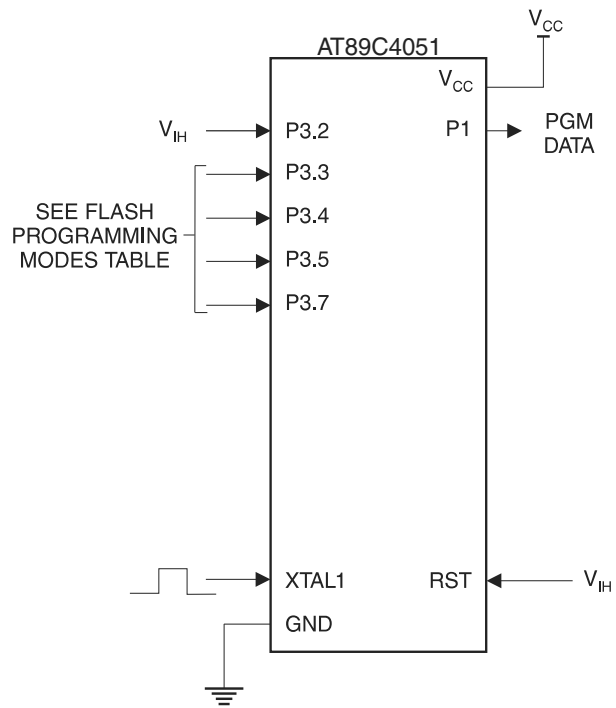 AT89C4051
VCC
VCC
VIH
P3.2
P1
PGM
DATA
P3.3
SEE FLASH
PROGRAMMING
MODES TABLE
P3.4
P3.5
P3.7
XTAL1
RST
VIH
GND